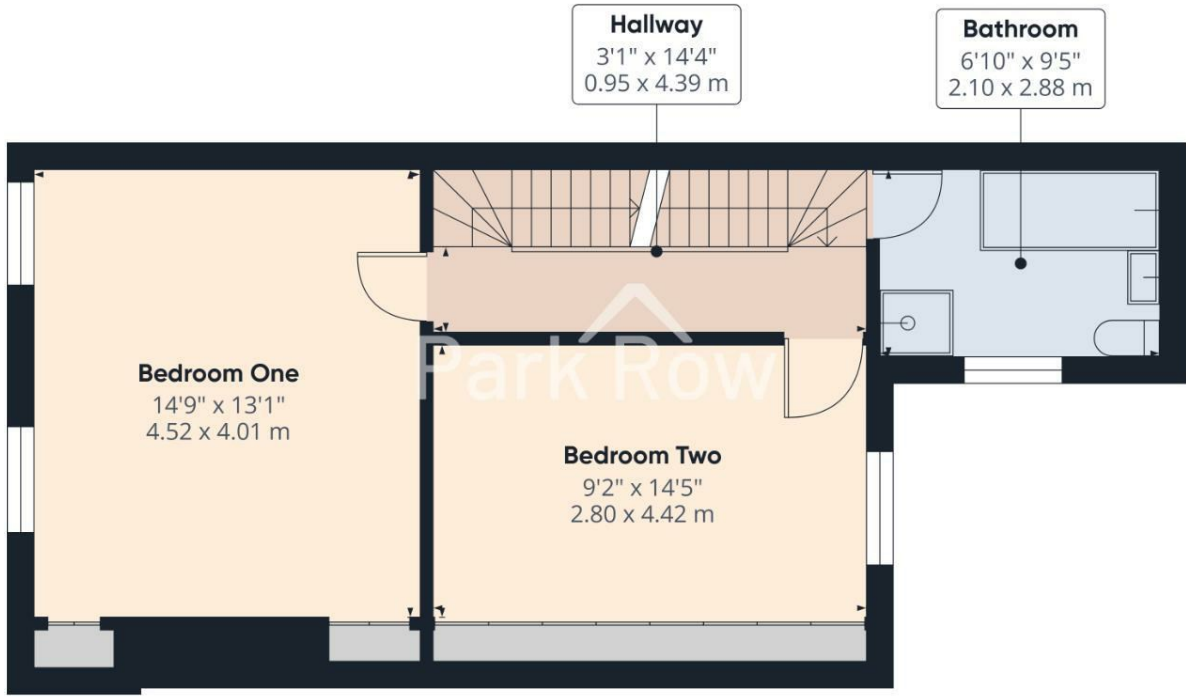 Hallway
3'1" x 14'4"
0.95 x 4.39 m
Bathroom
6'10" x 9'5"
2.10 x 2.88 m
Park Row
Bedroom One
14'9" x 13'1"
4.52 x 4.01 m
Bedroom Two
9'2" x 14'5"
2.80 x 4.42 m